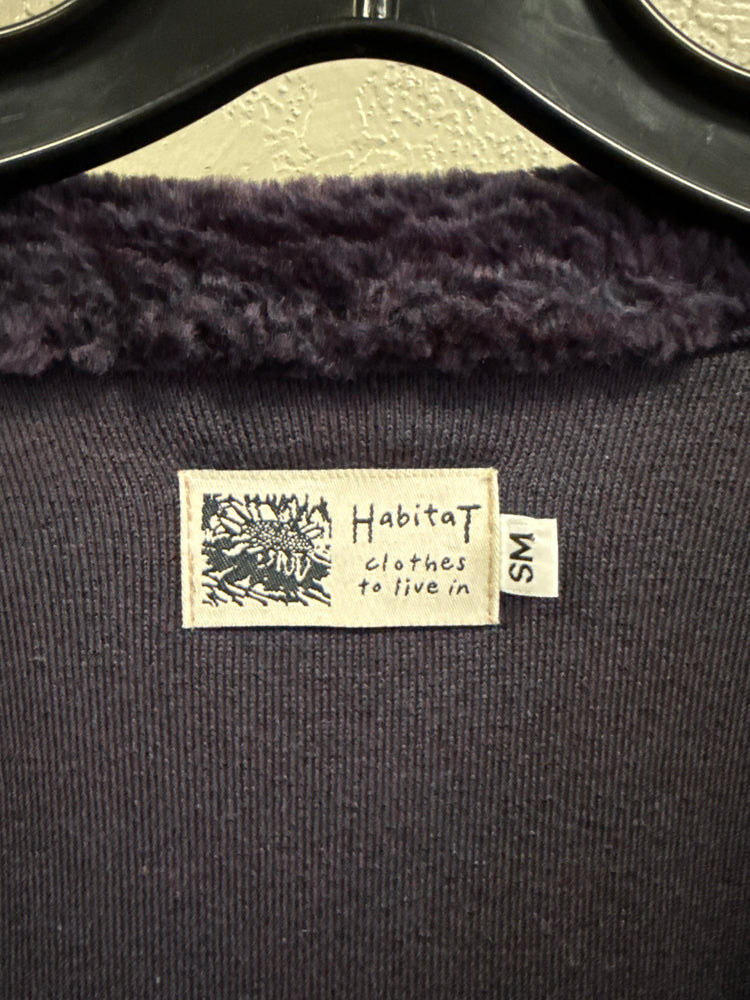 HabitaT
clothes
to live in
SM